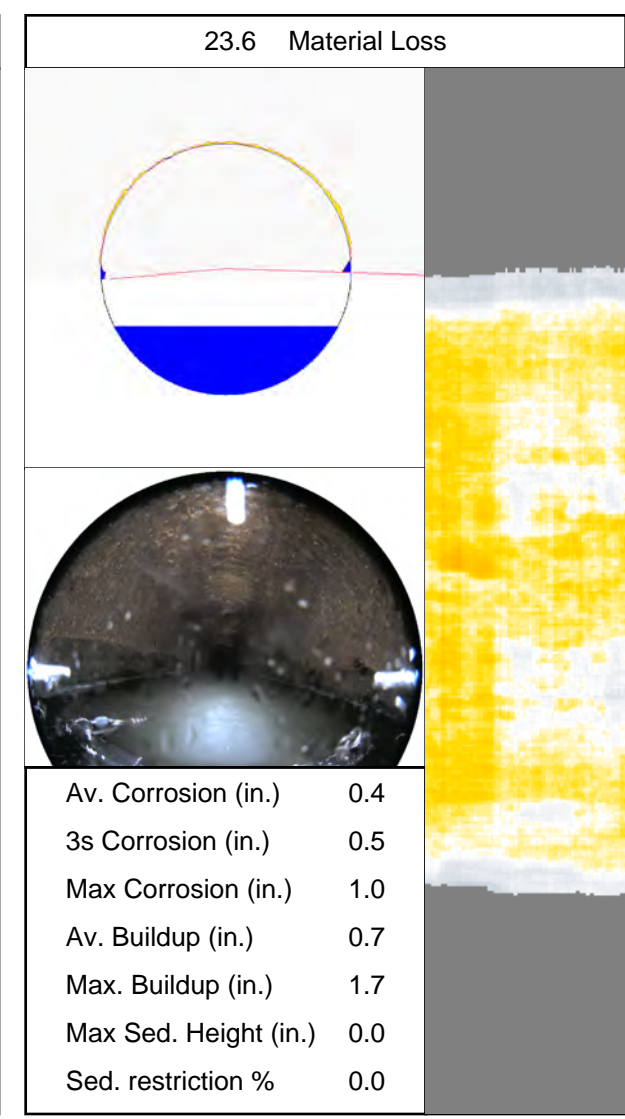 23.6 Material Loss
Av. Corrosion (in.) 0.4
3s Corrosion (in.) 0.5
Max Corrosion (in.) 1.0
Av. Buildup (in.) 0.7
Max. Buildup (in.) 1.7
Max Sed. Height (in.) 0.0
Sed. restriction % 0.0